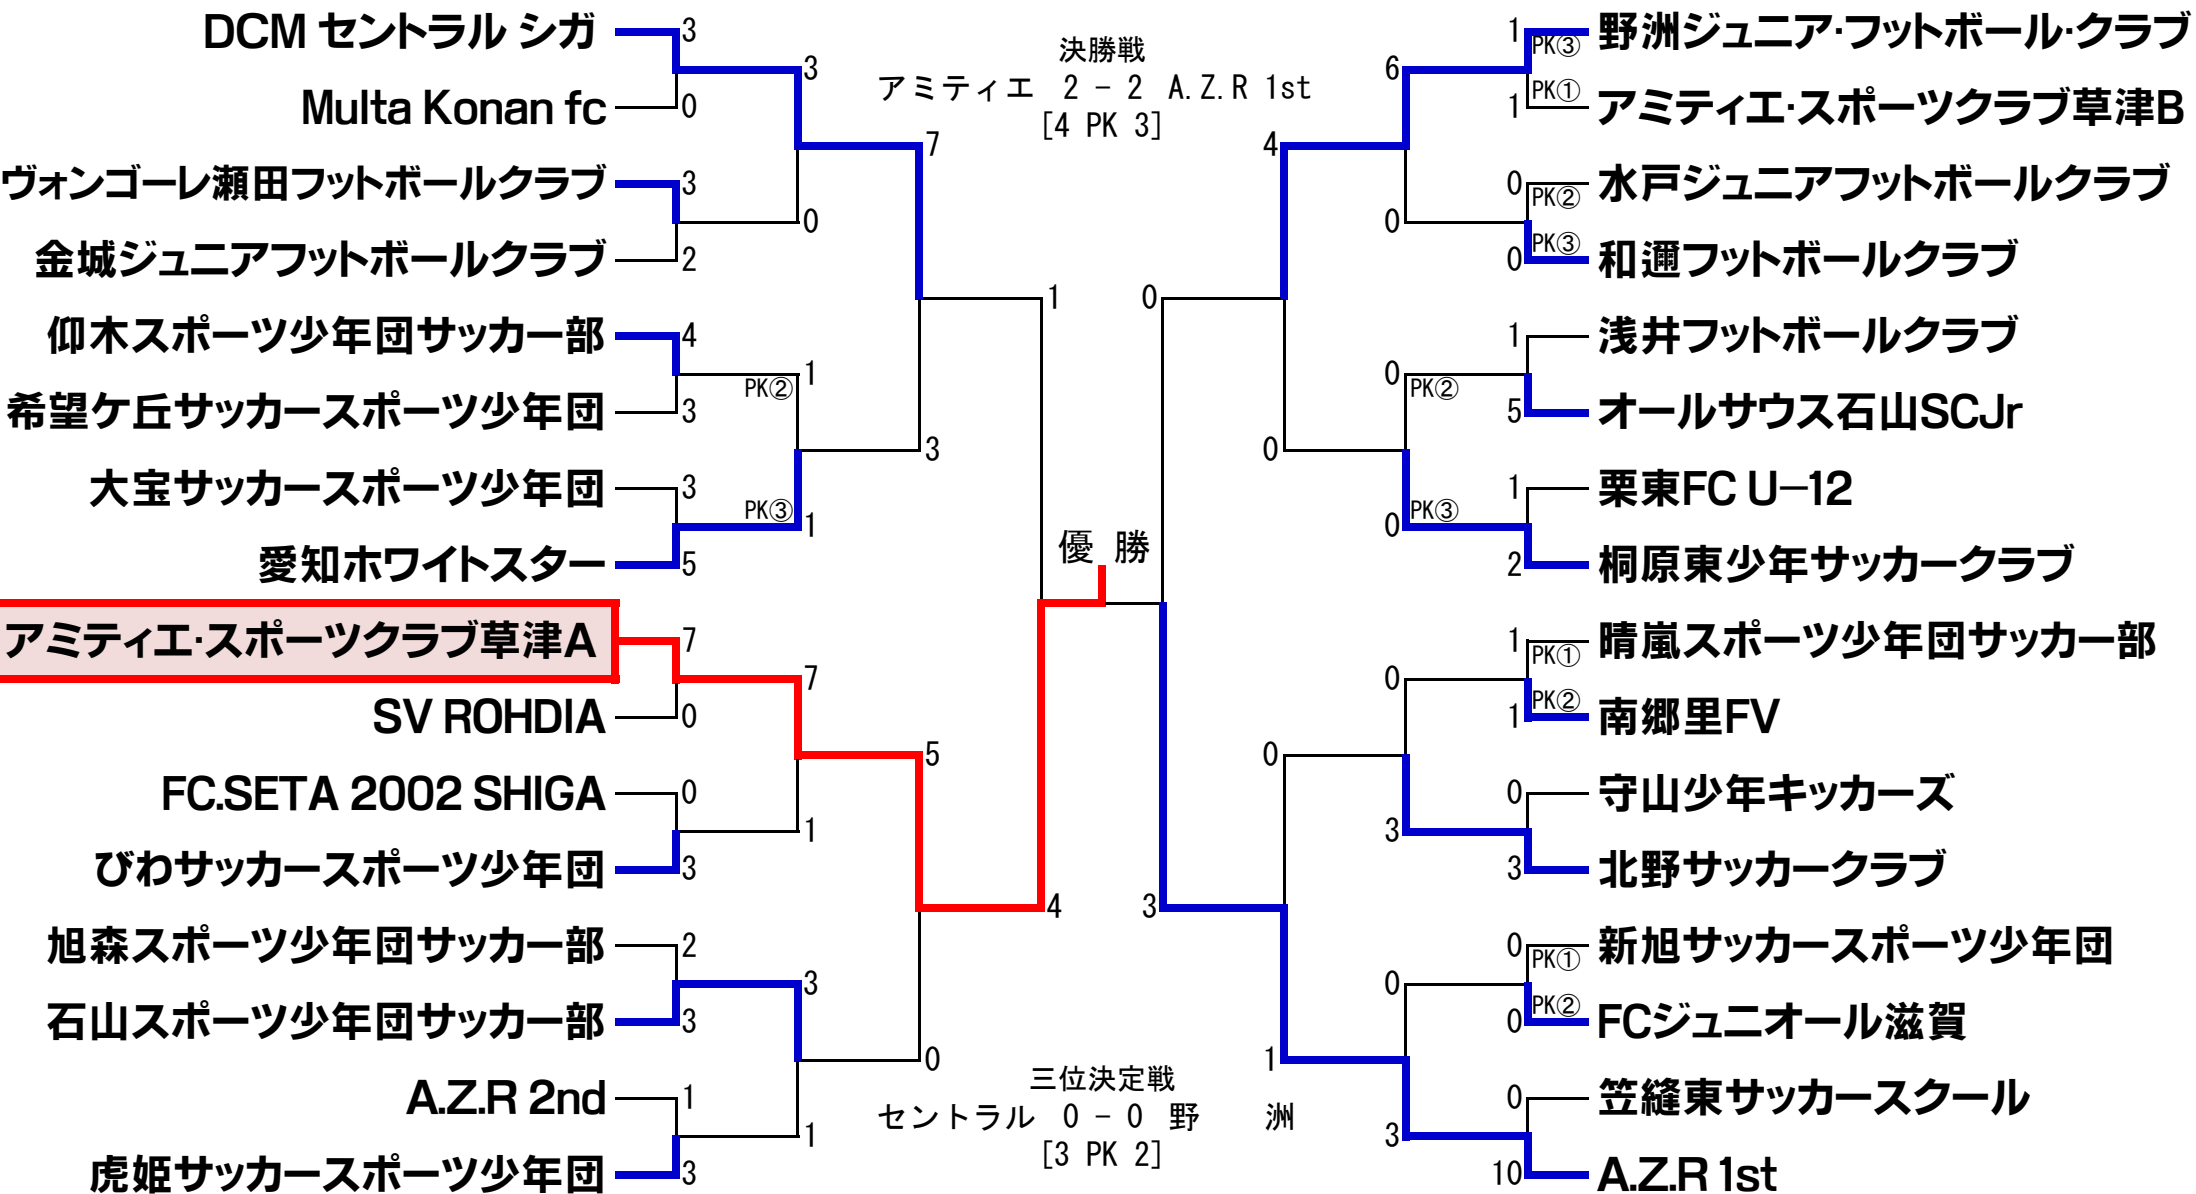 DCM セントラル シガ
3
Multa Konan fc
0
3
ヴォンゴーレ瀬田フットボールクラブ
3
金城ジュニアフットボールクラブ
2
0
7
仰木スポーツ少年団サッカー部
4
希望ケ丘サッカースポーツ少年団
3
1
PK②
大宝サッカースポーツ少年団
3
愛知ホワイトスター
5
PK③
1
3
1
アミティエ·スポーツクラブ草津A
7
SV ROHDIA
0
7
FC.SETA 2002 SHIGA
0
びわサッカースポーツ少年団
3
1
5
旭森スポーツ少年団サッカー部
2
石山スポーツ少年団サッカー部
3
3
A.Z.R 2nd
1
虎姫サッカースポーツ少年団
3
1
0
4
決勝戦
アミティエ 2 - 2 A.Z.R 1st
[4 PK 3]
優 勝
三位決定戦
セントラル 0 - 0 野 洲
[3 PK 2]
1
PK③
野洲ジュニア·フットボール·クラブ
1
PK①
アミティエ·スポーツクラブ草津B
6
0
PK②
水戸ジュニアフットボールクラブ
0
PK③
和邇フットボールクラブ
0
4
1
浅井フットボールクラブ
5
オールサウス石山SCJr
0
PK②
1
栗東FC U-12
2
桐原東少年サッカークラブ
0
PK③
0
0
1
PK①
晴嵐スポーツ少年団サッカー部
1
PK②
南郷里FV
0
0
守山少年キッカーズ
3
北野サッカークラブ
3
0
0
PK①
新旭サッカースポーツ少年団
0
PK②
FCジュニオール滋賀
0
0
笠縫東サッカースクール
10
A.Z.R 1st
3
1
3